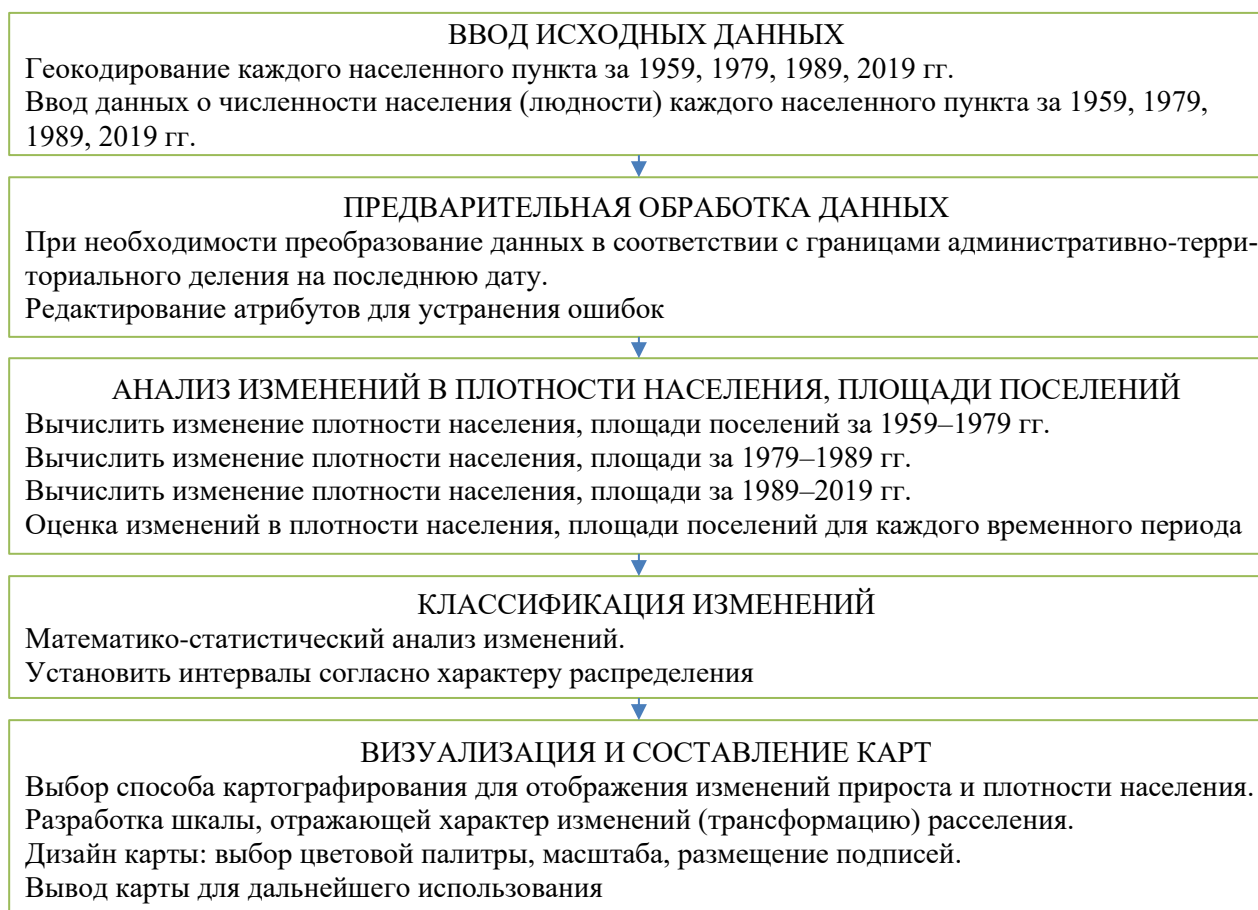 ВВОД ИСХОДНЫХ ДАННЫХ
Геокодирование каждого населенного пункта за 1959, 1979, 1989, 2019 гг.
Ввод данных о численности населения (людности) каждого населенного пункта за 1959, 1979,
1989, 2019 гг.
ПРЕДВАРИТЕЛЬНАЯ ОБРАБОТКА ДАННЫХ
При необходимости преобразование данных в соответствии с границами административно-терри-
ториального деления на последнюю дату.
Редактирование атрибутов для устранения ошибок
АНАЛИЗ ИЗМЕНЕНИЙ В ПЛОТНОСТИ НАСЕЛЕНИЯ, ПЛОЩАДИ ПОСЕЛЕНИЙ
Вычислить изменение плотности населения, площади поселений за 1959–1979 гг.
Вычислить изменение плотности населения, площади за 1979–1989 гг.
Вычислить изменение плотности населения, площади за 1989–2019 гг.
Оценка изменений в плотности населения, площади поселений для каждого временного периода
КЛАССИФИКАЦИЯ ИЗМЕНЕНИЙ
Математико-статистический анализ изменений.
Установить интервалы согласно характеру распределения
ВИЗУАЛИЗАЦИЯ И СОСТАВЛЕНИЕ КАРТ
Выбор способа картографирования для отображения изменений прироста и плотности населения.
Разработка шкалы, отражающей характер изменений (трансформацию) расселения.
Дизайн карты: выбор цветовой палитры, масштаба, размещение подписей.
Вывод карты для дальнейшего использования